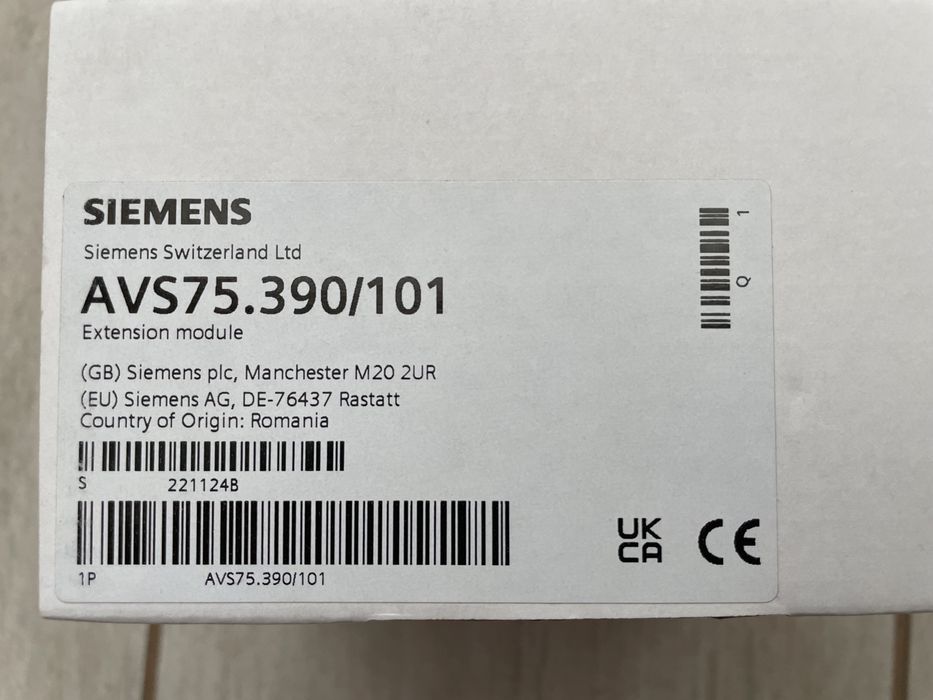 SIEMENS
Siemens Switzerland Ltd
AVS75.390/101
Extension module
(GB) Siemens plc, Manchester M20 2UR
(EU) Siemens AG, DE-76437 Rastatt
Country of Origin: Romania
S 221124B
1P AVS75.390/101
Q 1
UK
CA
CE